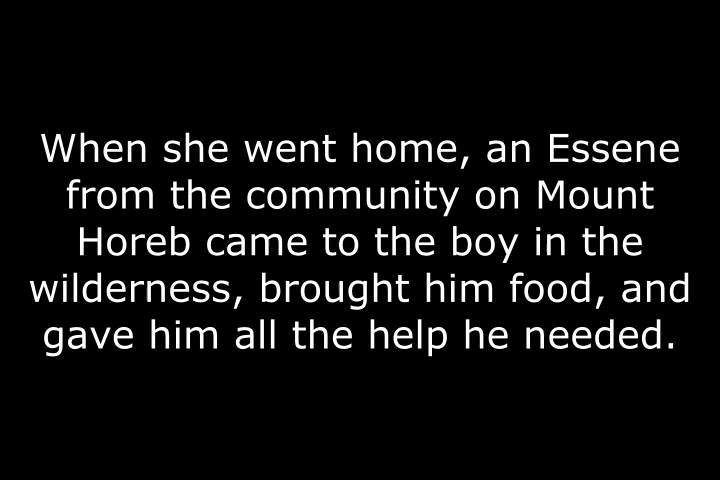 When she went home, an Essene
from the community on Mount
Horeb came to the boy in the
wilderness, brought him food, and
gave him all the help he needed.